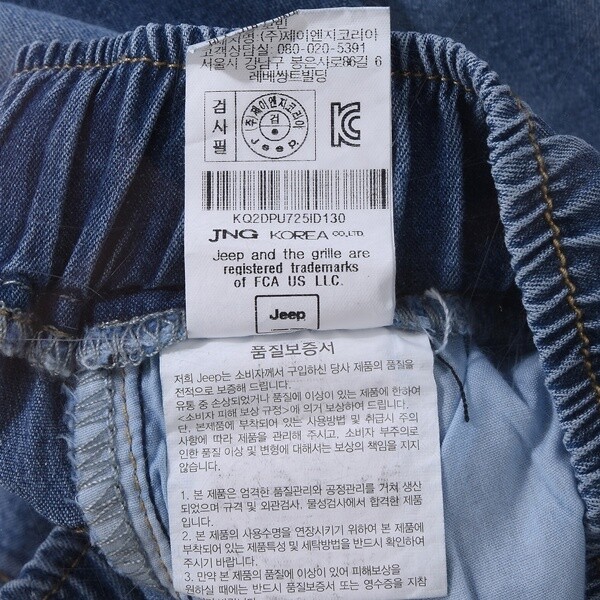 (주)제이엔지코리아
고객상담실: 080-020-5391
서울시 강남구 봉은사로86길 6
레베쌍트빌딩
검사필
(주)제이엔지코리아
검
Jeep
KC
KQ2DPU725ID130
JNG KOREA CO.,LTD.
Jeep and the grille are
registered trademarks
of FCA US LLC.
Jeep
품질보증서
저희 Jeep는 소비자께서 구입하신 당사 제품의 품질을
전적으로 보증해 드립니다.
유통 중 손상되었거나 품질에 이상이 있는 제품에 한하여
<소비자 피해 보상 규정>에 의거 보상하여 드립니다.
단, 본제품에 부착되어 있는 사용방법 및 취급시 주의
사항에 따라 제품을 관리해 주시고, 소비자 부주의로
인한 품질 이상 및 변형에 대해서는 보상의 책임을 지지
않습니다.
1. 본 제품은 엄격한 품질관리와 공정관리를 거쳐 생산
되었으며 규격 및 외관검사, 물성검사에서 합격한 제품
입니다.
2. 본 제품의 사용수명을 연장시키기 위하여 본 제품에
부착되어 있는 제품특성 및 세탁방법을 반드시 확인하여
주시기 바랍니다.
3. 만약 본 제품에 품질에 이상이 있어 피해보상을
원하실 때에는 반드시 본 보증서 또는 영수증을 지참